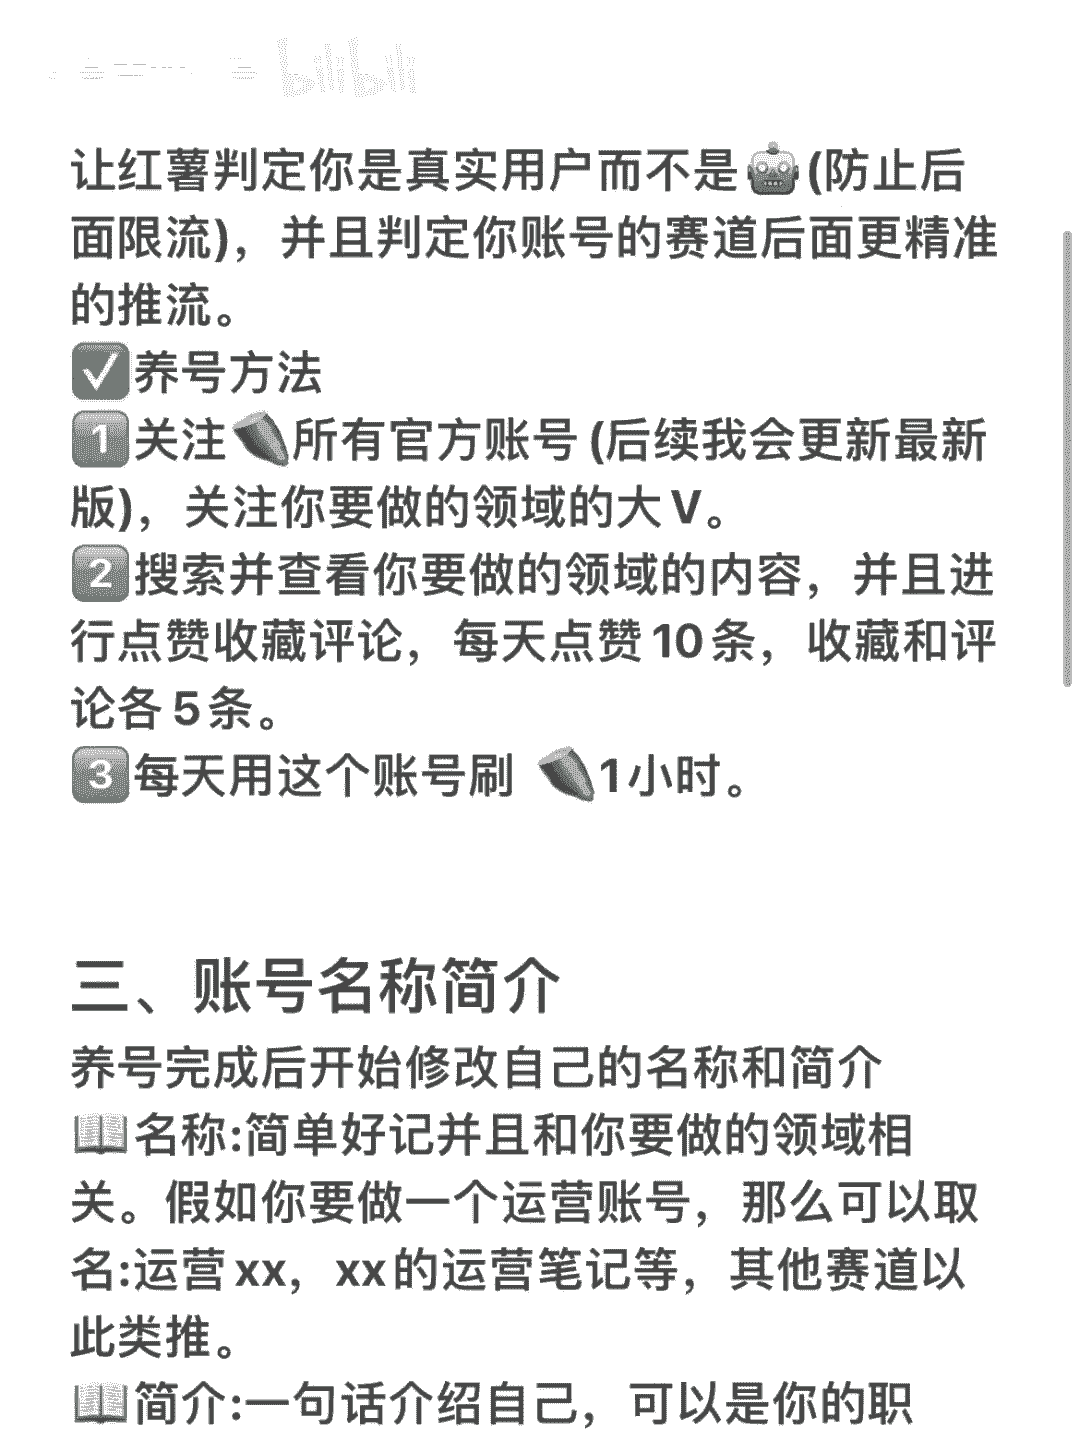 bilibili
让红薯判定你是真实用户而不是🤖(防止后
面限流)，并且判定你账号的赛道后面更精准
的推流。
☑养号方法
1️⃣关注🍠所有官方账号(后续我会更新最新
版)，关注你要做的领域的大V。
2️⃣搜索并查看你要做的领域的内容，并且进
行点赞收藏评论，每天点赞10条，收藏和评
论各5条。
3️⃣每天用这个账号刷 🍠1小时。
三、账号名称简介
养号完成后开始修改自己的名称和简介
📖名称:简单好记并且和你要做的领域相
关。假如你要做一个运营账号，那么可以取
名:运营xx，xx的运营笔记等，其他赛道以
此类推。
📖简介:一句话介绍自己，可以是你的职